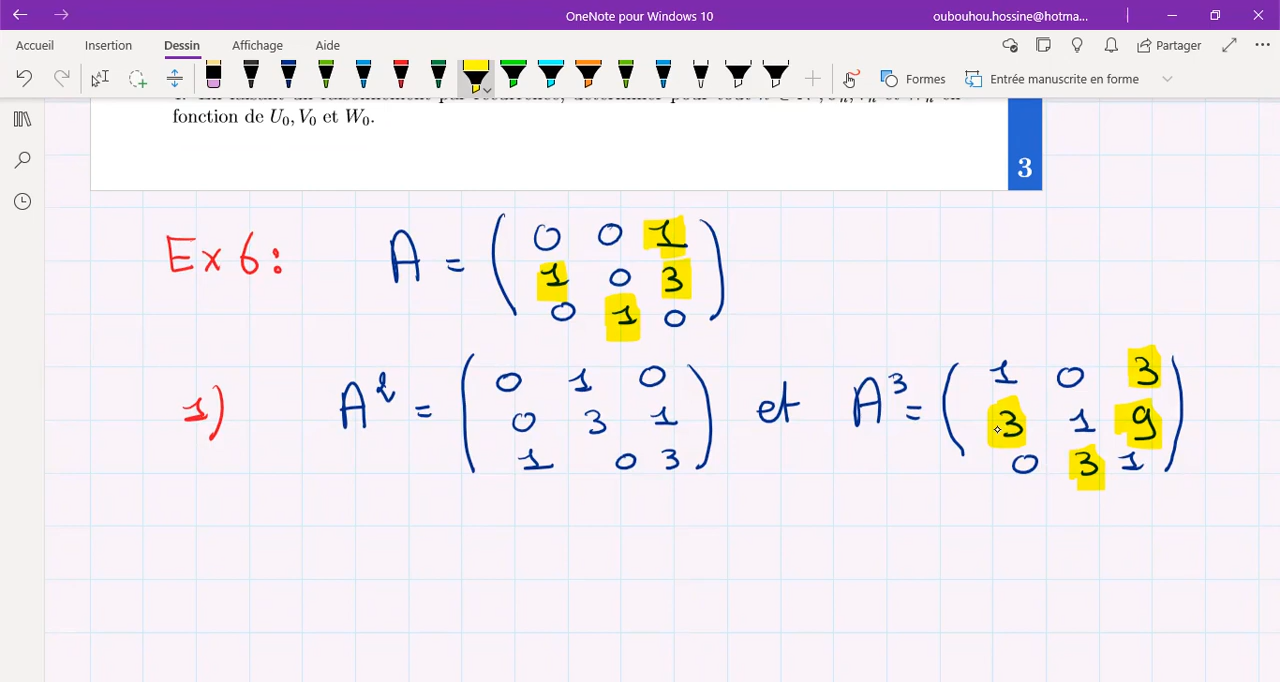 OneNote pour Windows 10
oubouhou.hossine@hotma...
Accueil Insertion Dessin Affichage Aide Partager
Formes Entrée manuscrite en forme
fonction de U₀, V₀ et W₀.
3
Ex 6: A = ( 0 0 1
1 0 3
0 1 0 )
1) A² = ( 0 1 0
0 3 1
1 0 3 ) et A³ = ( 1 0 3
3 1 9
0 3 1 )